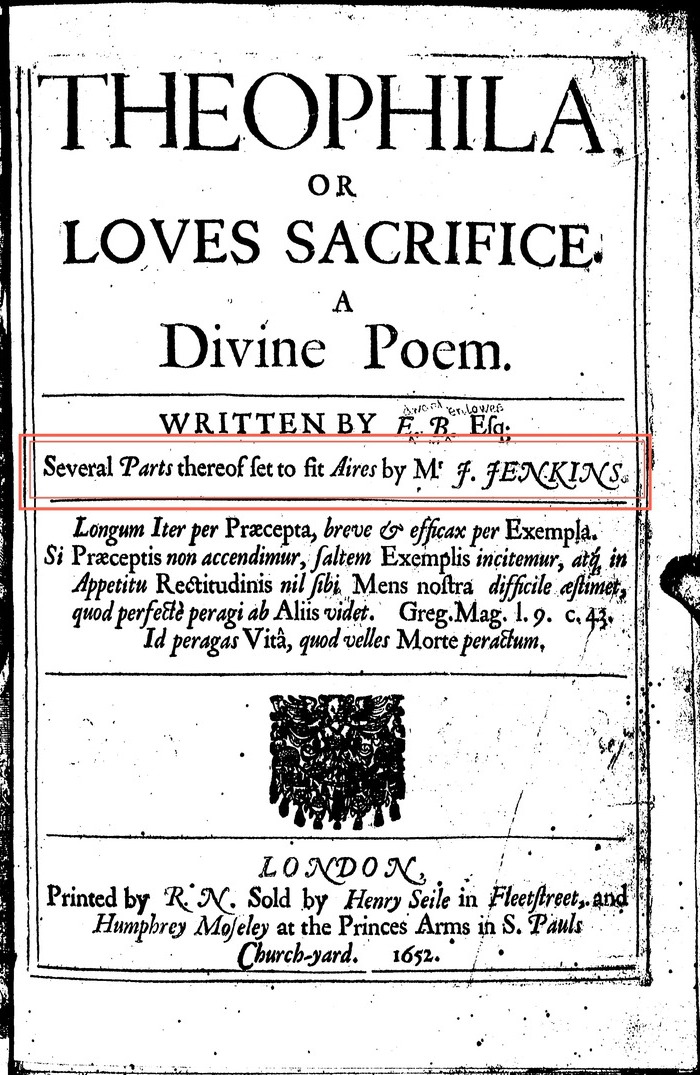 THEOPHILA,
OR
LOVES SACRIFICE.
A
Divine Poem.
WRITTEN BY E. B. Esq;
Several Parts thereof ſet to fit Aires by Mr J. JENKINS.
Longum Iter per Præcepta, breve & efficax per Exempla.
Si Præceptis non accendimur, ſaltem Exemplis incitemur, atq; in
Appetitu Rectitudinis nil ſibi Mens noſtra difficile æſtimet,
quod perfectè peragi ab Aliis videt. Greg. Mag. l. 9. c. 43.
Id peragas Vitâ, quod velles Morte peractum.
LONDON,
Printed by R. N. Sold by Henry Seile in Fleetſtreet, and
Humphrey Moſeley at the Princes Arms in S. Pauls
Church-yard. 1652.